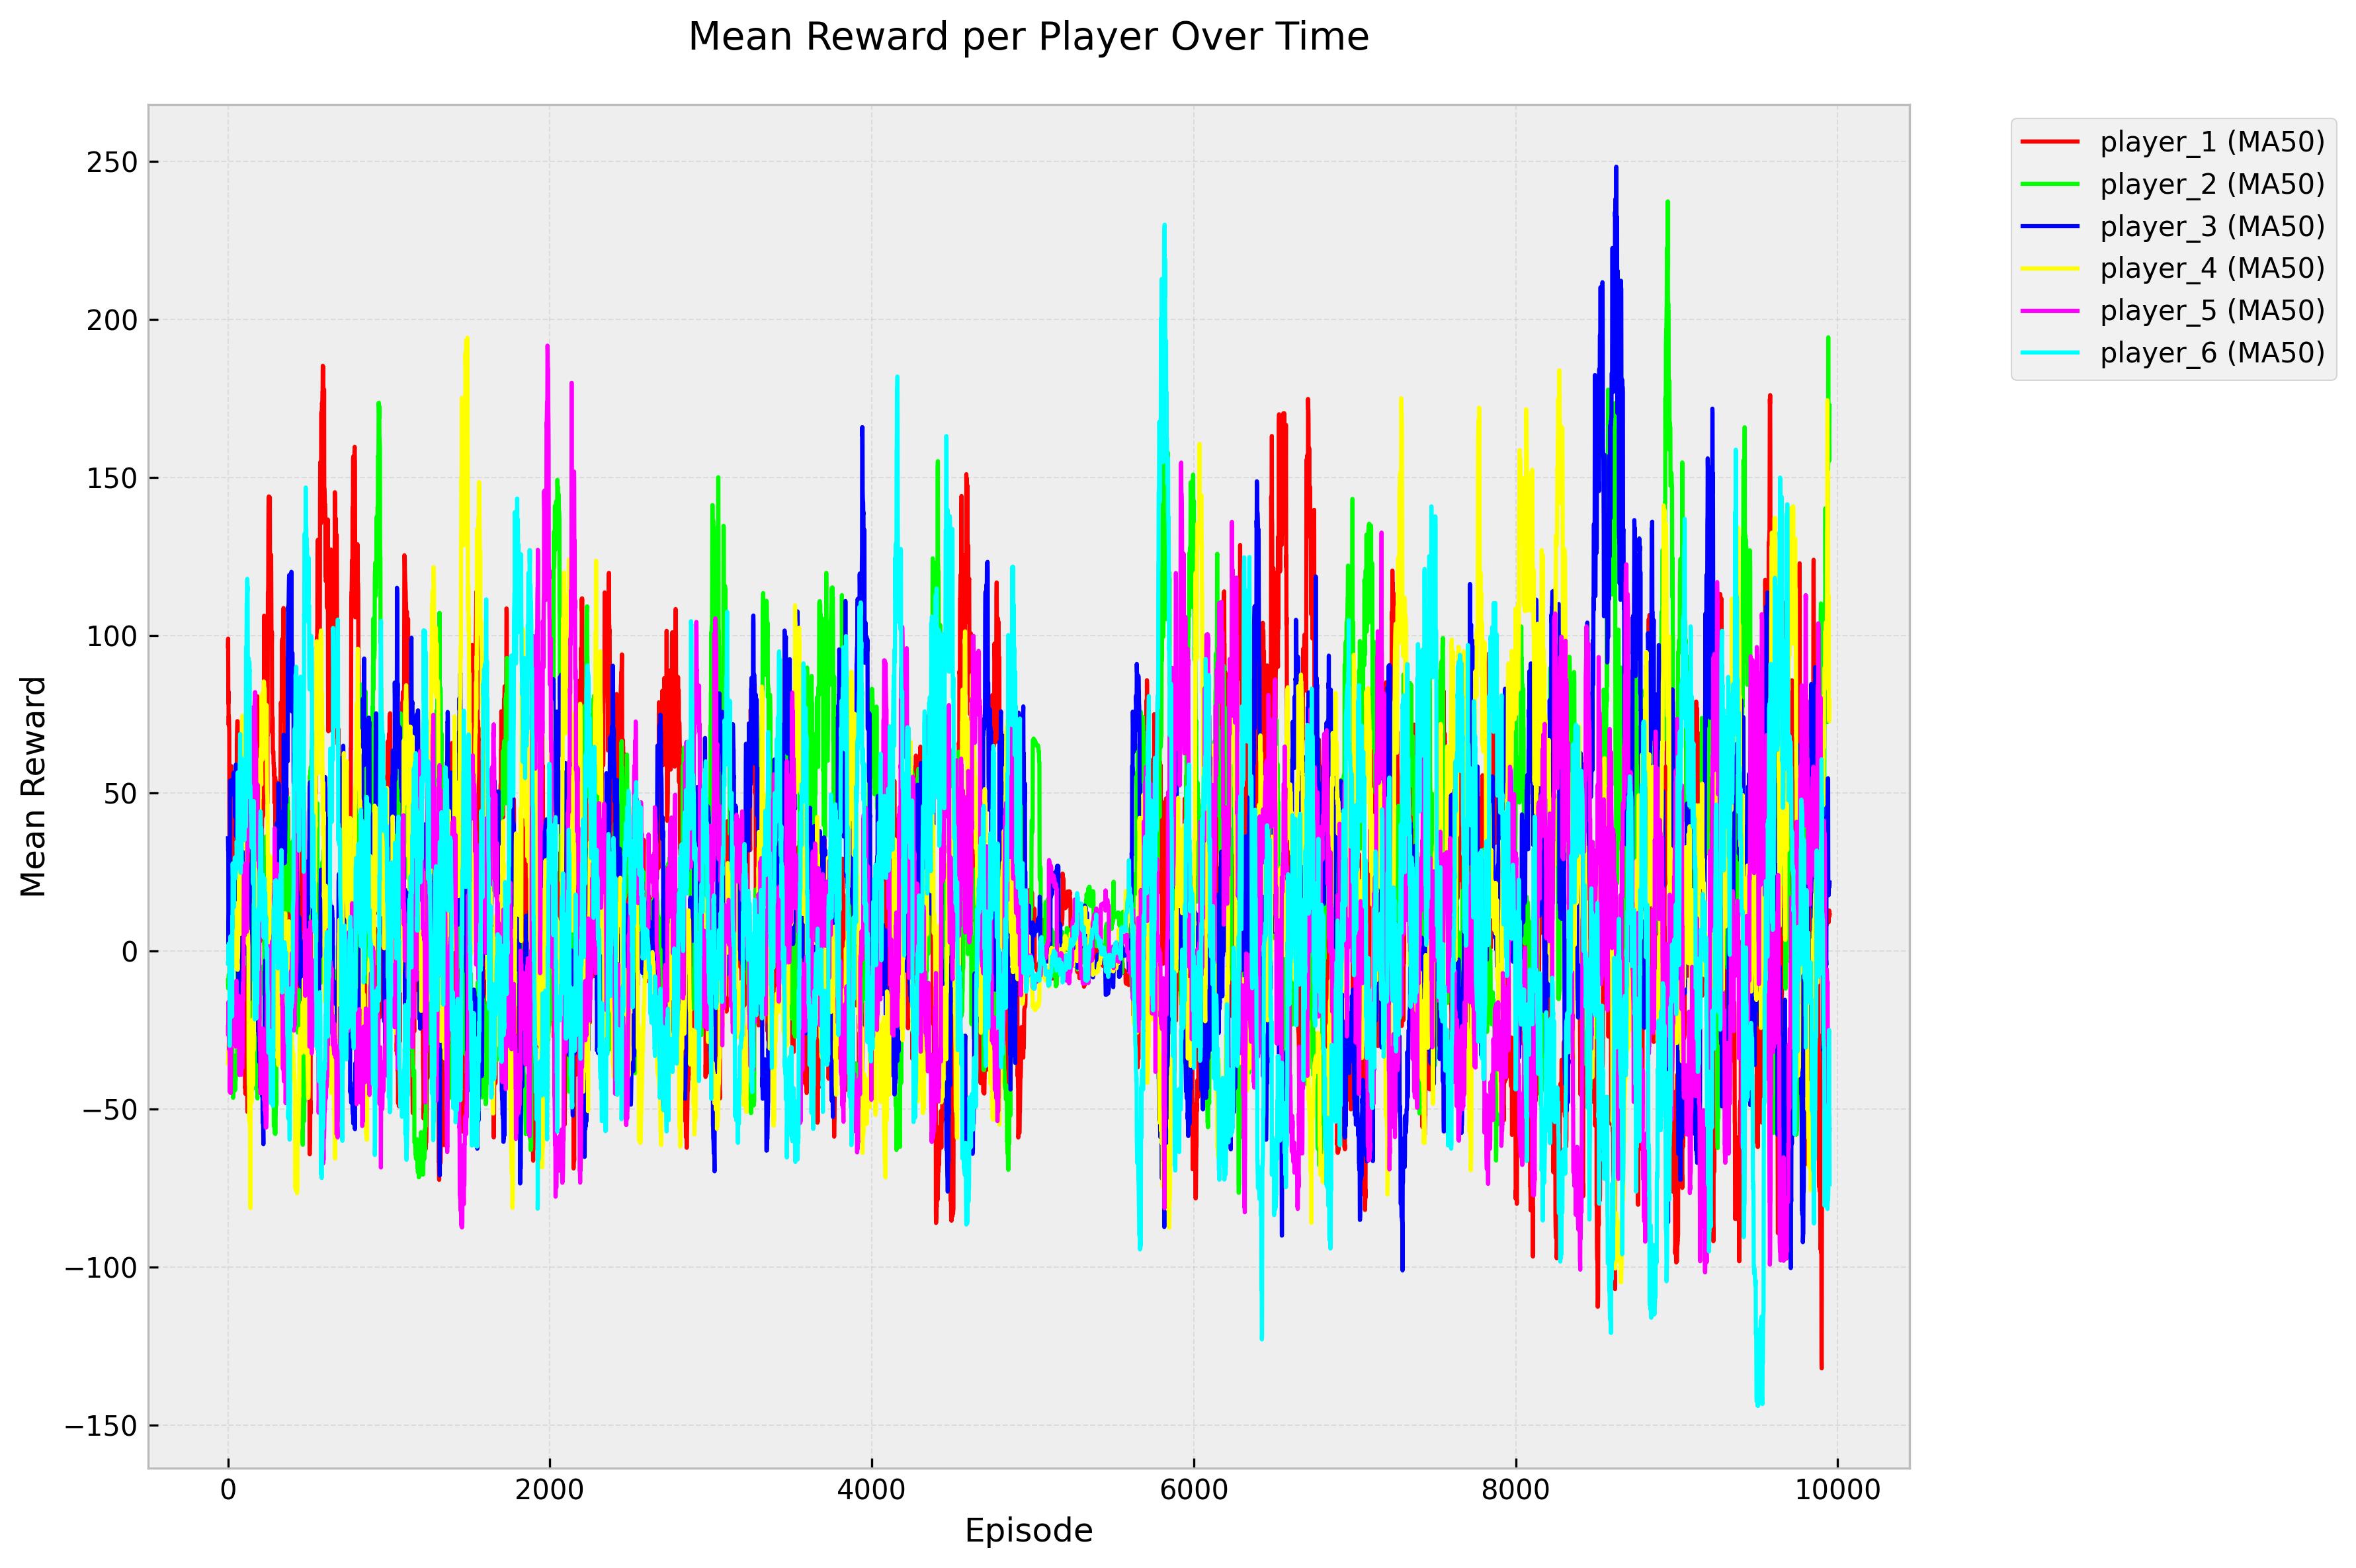 Mean Reward per Player Over Time
250
200
150
100
50
0
−50
−100
−150
Mean Reward
0 2000 4000 6000 8000 10000
Episode
player_1 (MA50)
player_2 (MA50)
player_3 (MA50)
player_4 (MA50)
player_5 (MA50)
player_6 (MA50)